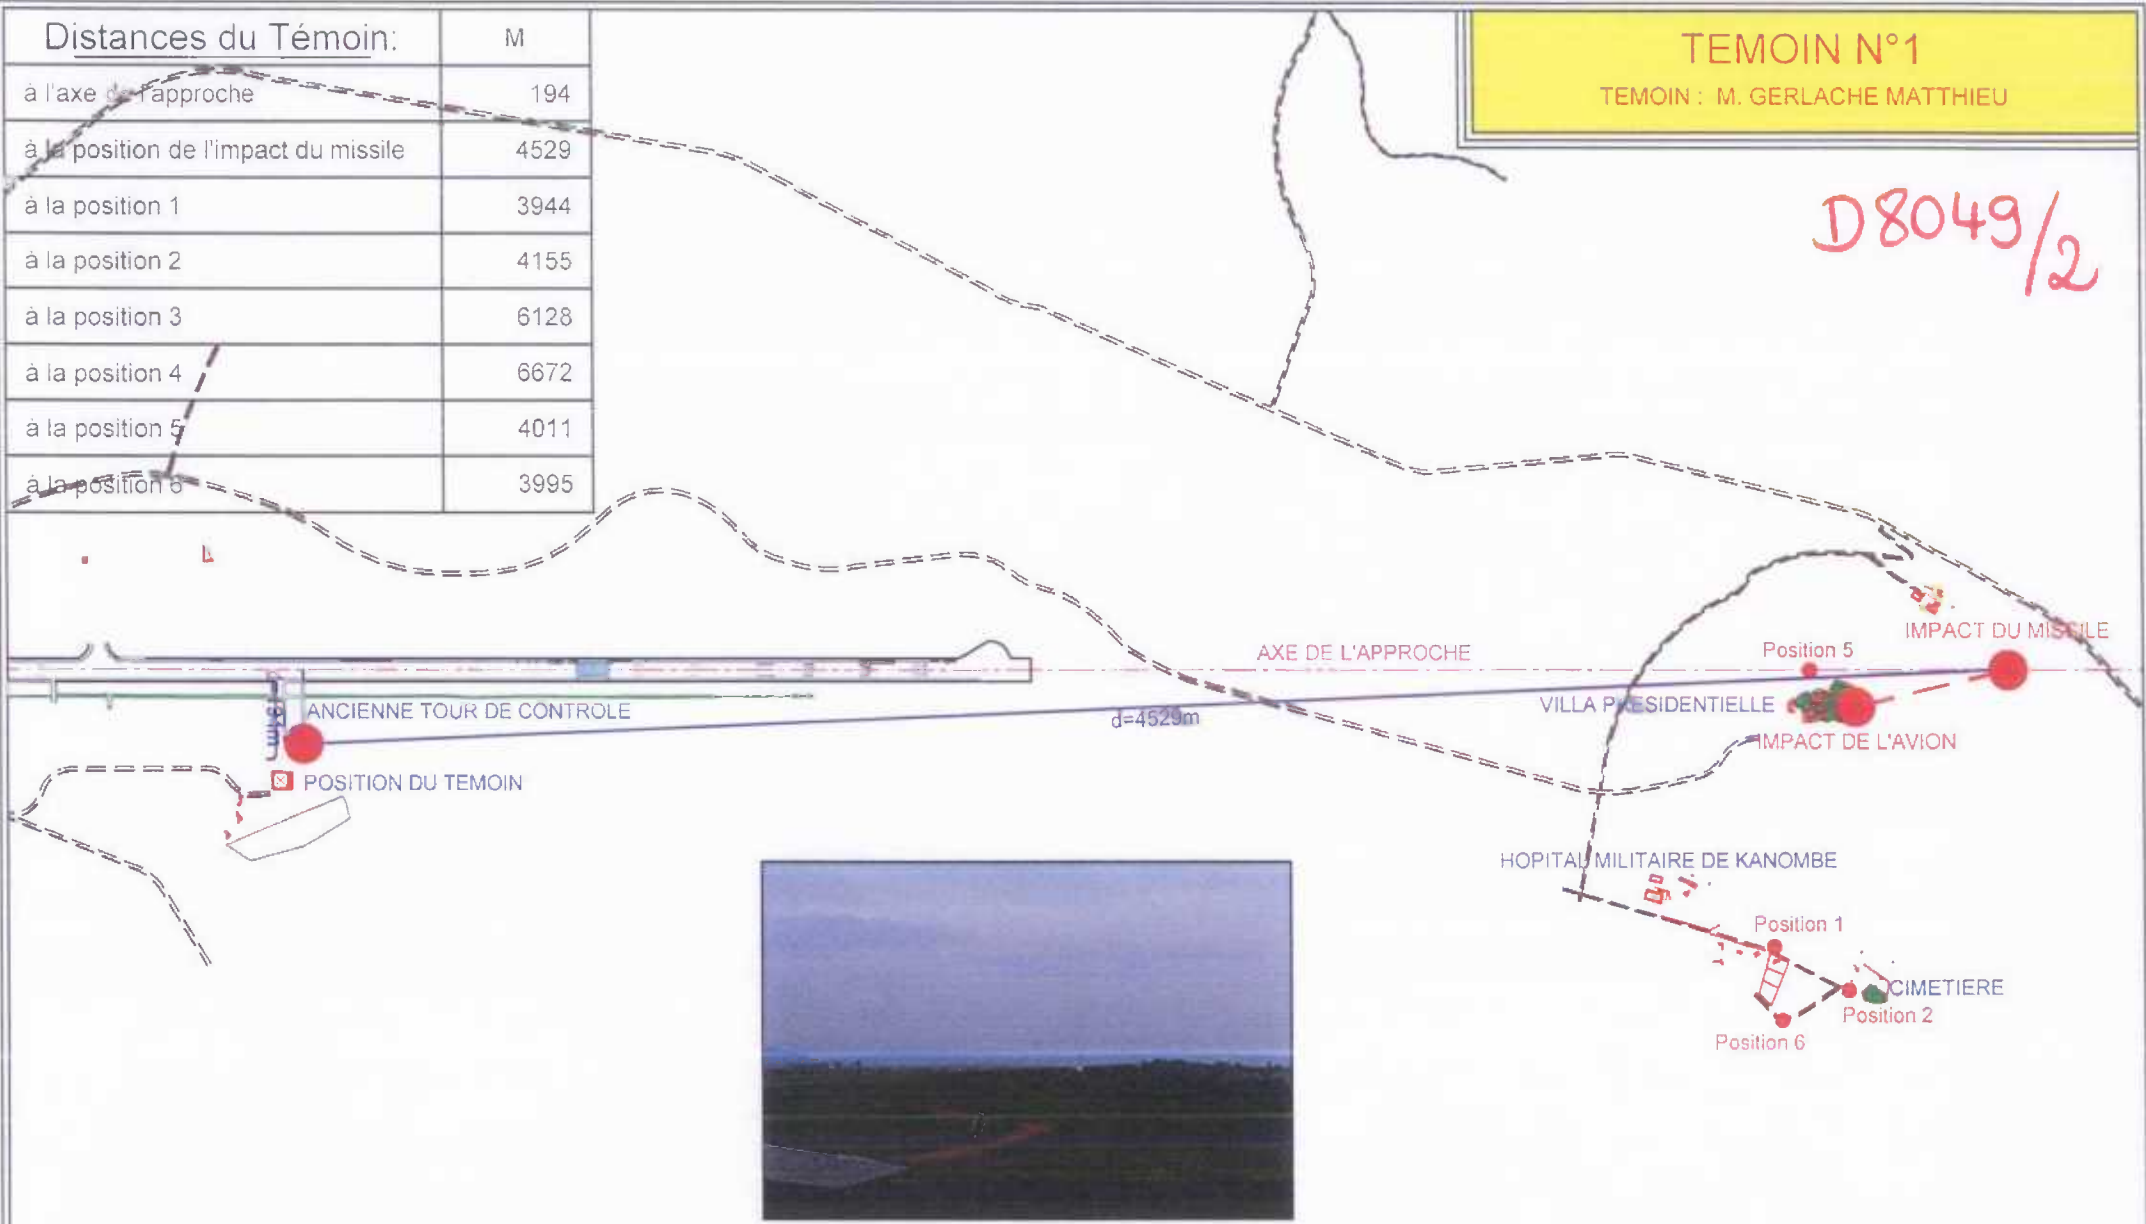 Distances du Témoin: M
à l'axe de l'approche 194
à la position de l'impact du missile 4529
à la position 1 3944
à la position 2 4155
à la position 3 6128
à la position 4 6672
à la position 5 4011
à la position 6 3995
TEMOIN N°1
TEMOIN : M. GERLACHE MATTHIEU
D8049/2
IMPACT DU MISSILE
Position 5
AXE DE L'APPROCHE
VILLA PRESIDENTIELLE
ANCIENNE TOUR DE CONTROLE
d=4529m
IMPACT DE L'AVION
POSITION DU TEMOIN
HOPITAL MILITAIRE DE KANOMBE
Position 1
CIMETIERE
Position 2
Position 6